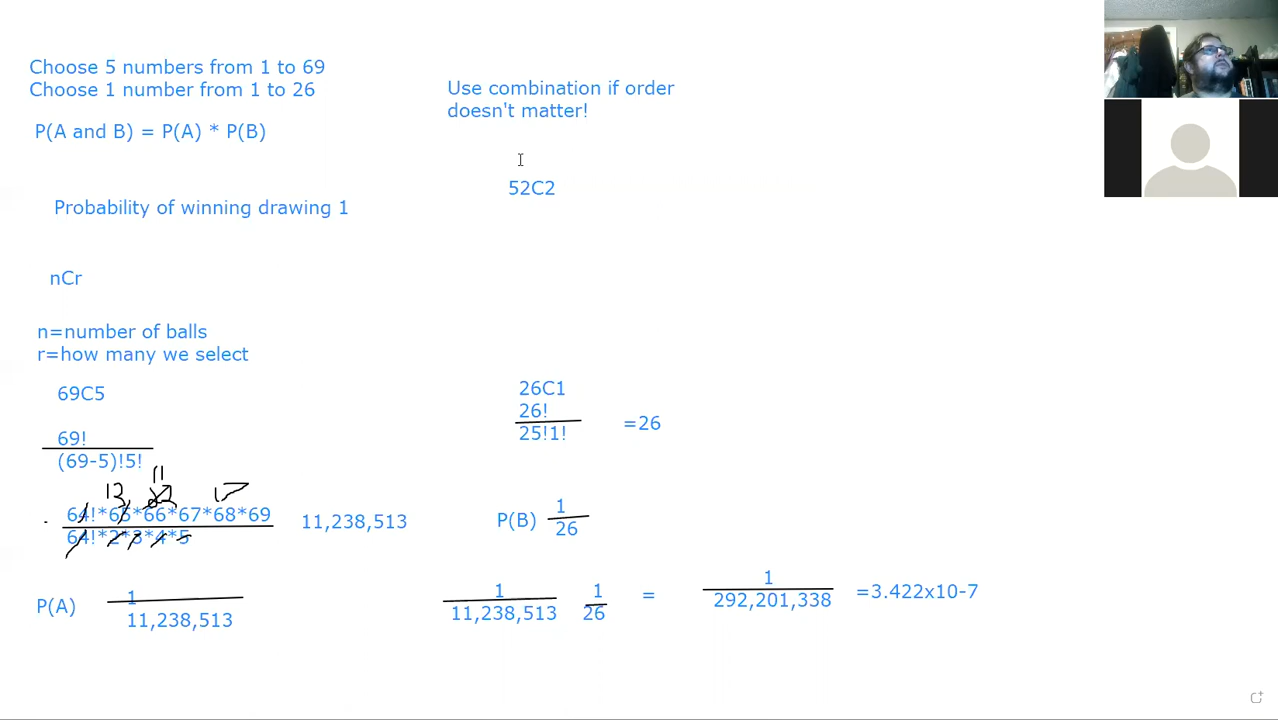 Choose 5 numbers from 1 to 69
Choose 1 number from 1 to 26
P(A and B) = P(A) * P(B)
Use combination if order
doesn't matter!
52C2
Probability of winning drawing 1
nCr
n=number of balls
r=how many we select
69C5
69!
(69-5)!5!
13 11 22 17
64!*65*66*67*68*69
64!*2*3*4*5
11,238,513
26C1
26!
25!1!
=26
P(B)
1
26
P(A)
1
11,238,513
1
11,238,513
1
26
=
1
292,201,338
=3.422x10-7